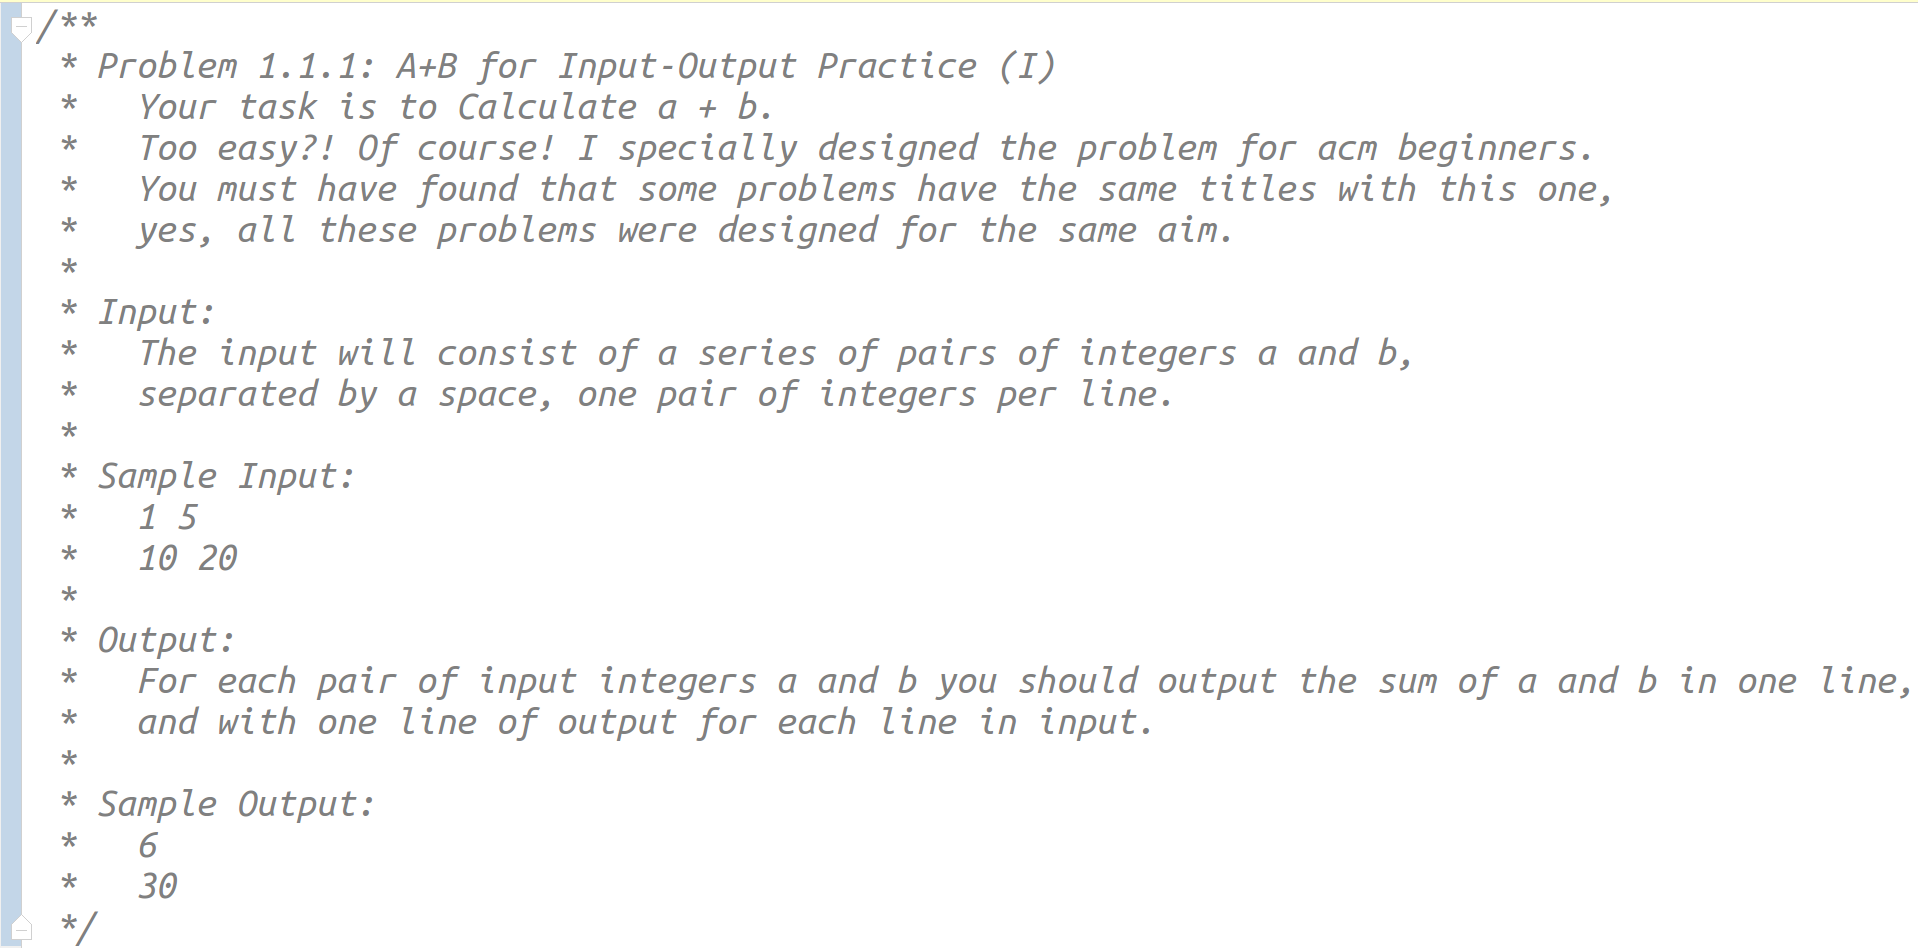 /**
 * Problem 1.1.1: A+B for Input-Output Practice (I)
 *   Your task is to Calculate a + b.
 *   Too easy?! Of course! I specially designed the problem for acm beginners.
 *   You must have found that some problems have the same titles with this one,
 *   yes, all these problems were designed for the same aim.
 *
 * Input:
 *   The input will consist of a series of pairs of integers a and b,
 *   separated by a space, one pair of integers per line.
 *
 * Sample Input:
 *   1 5
 *   10 20
 *
 * Output:
 *   For each pair of input integers a and b you should output the sum of a and b in one line,
 *   and with one line of output for each line in input.
 *
 * Sample Output:
 *   6
 *   30
 */